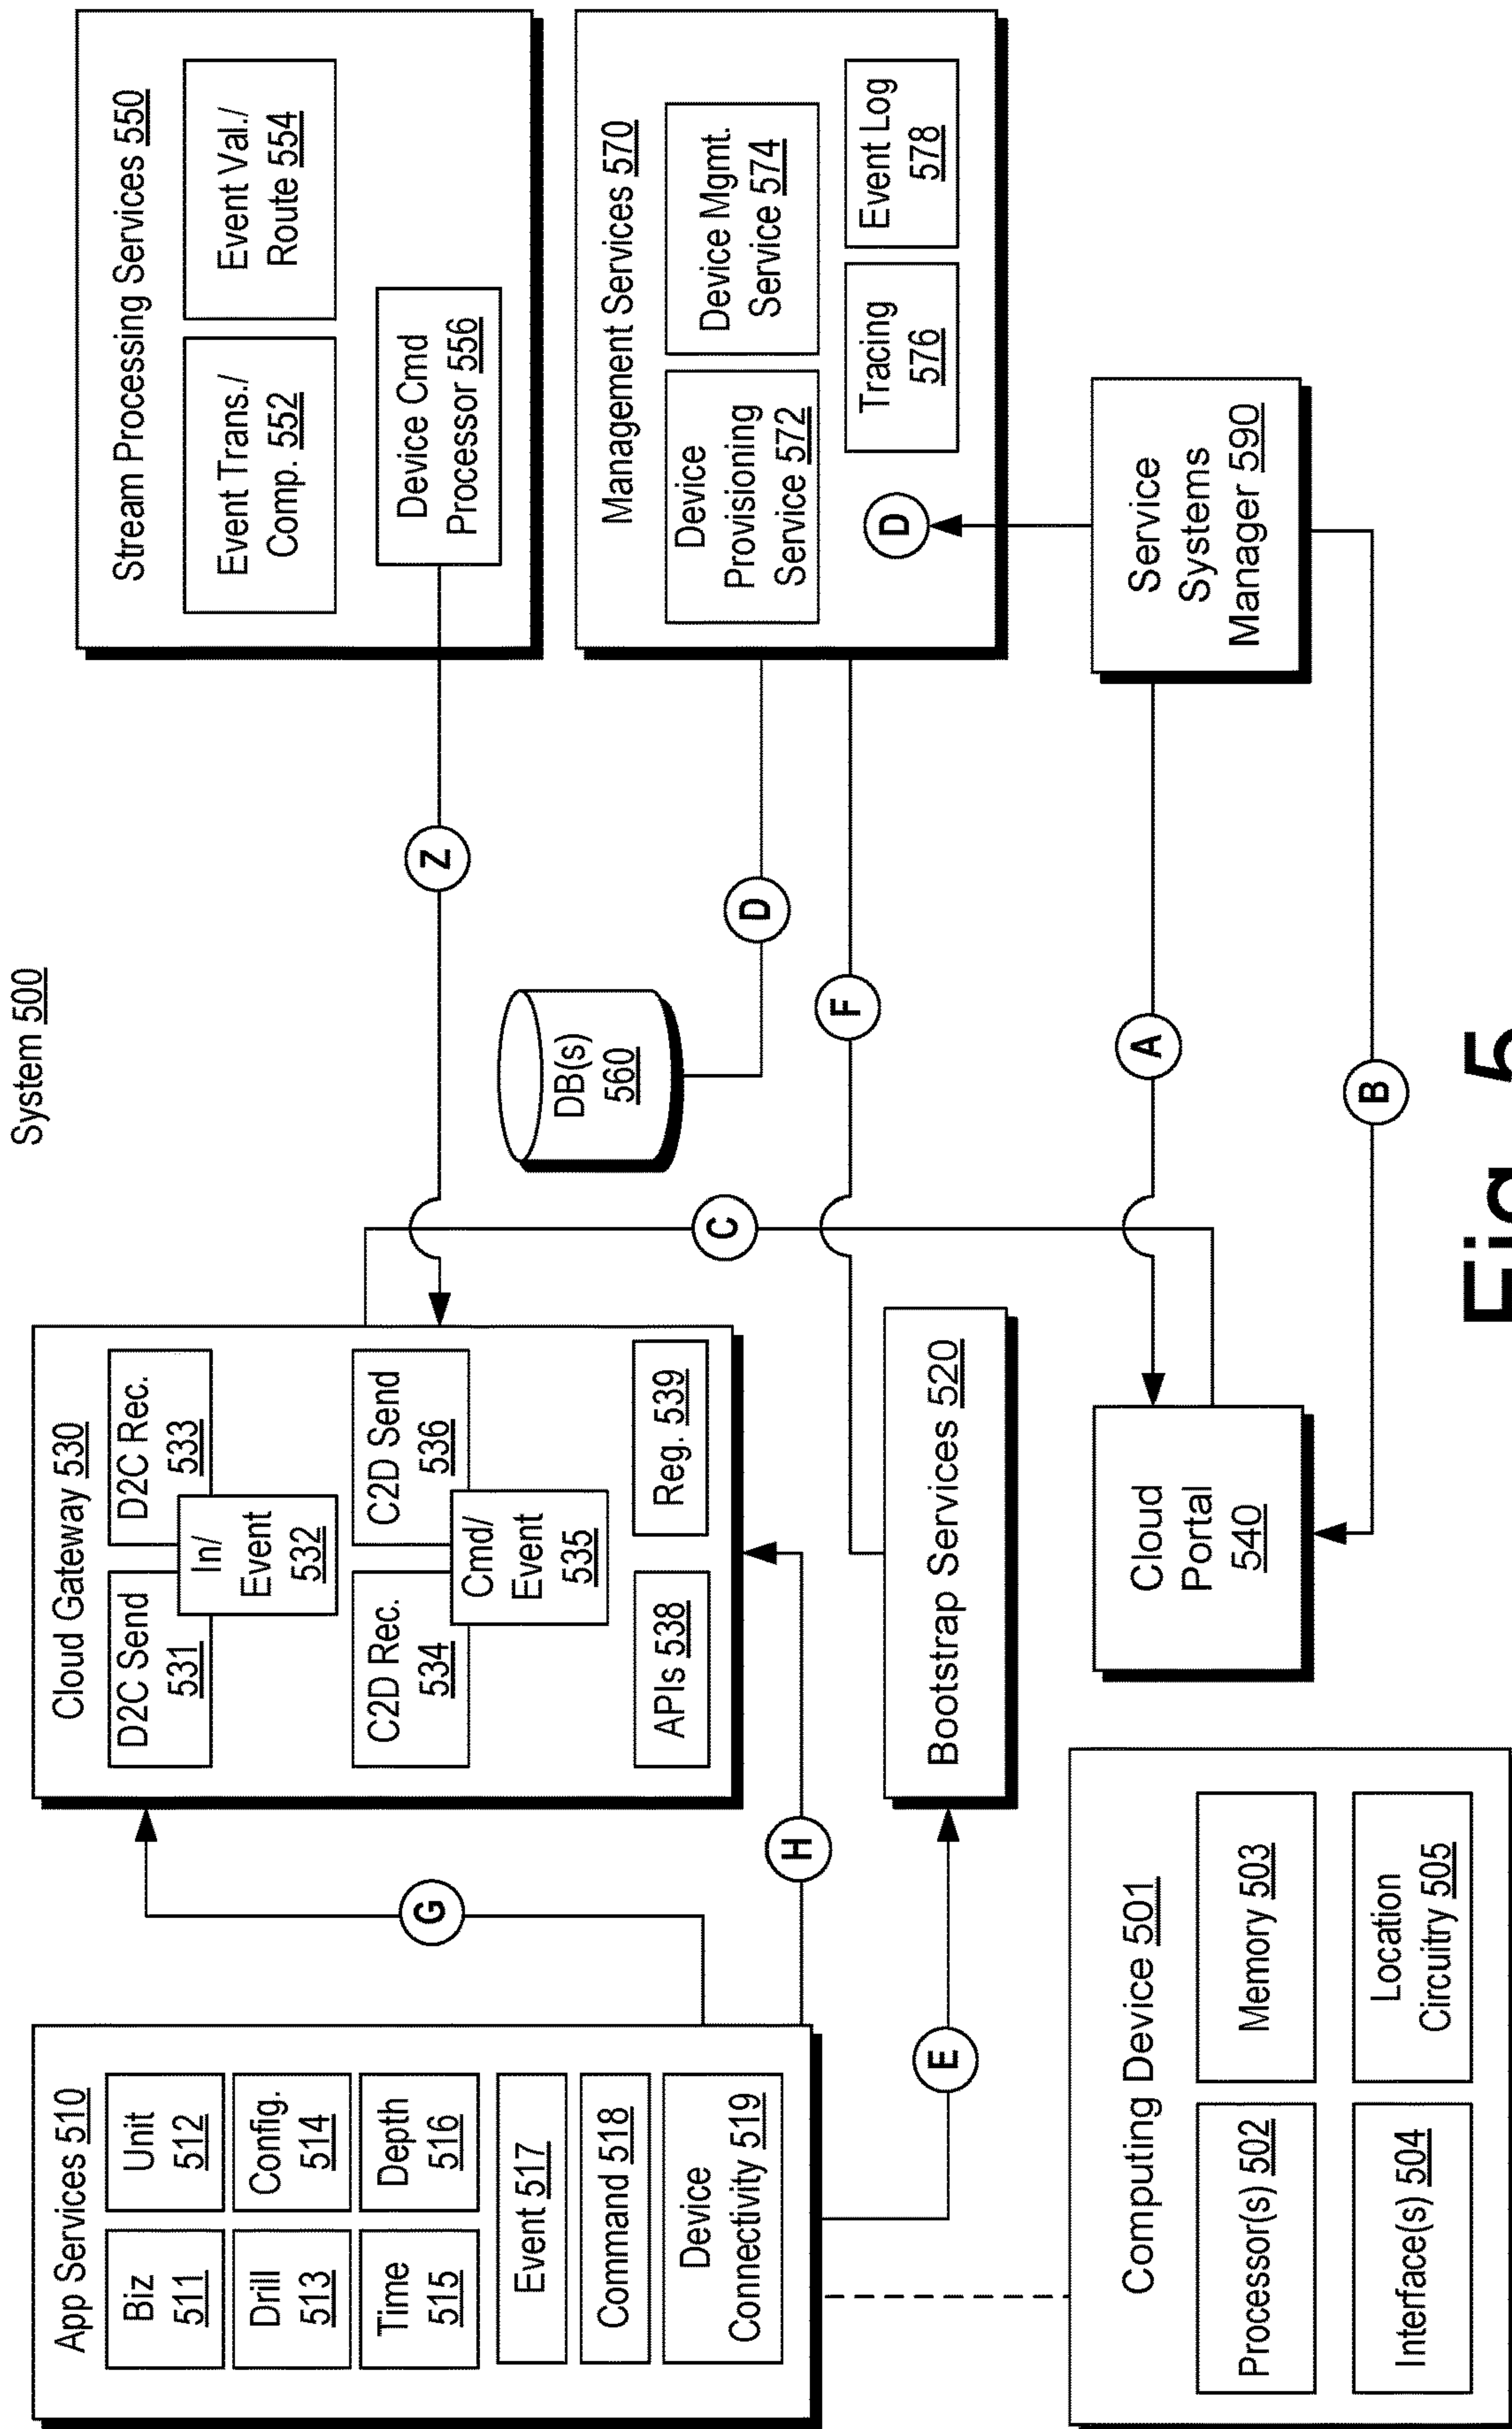 System 500
App Services 510
Biz
511
Unit
512
Drill
513
Config.
514
Time
515
Depth
516
Event 517
Command 518
Device
Connectivity 519
G
H
E
Cloud Gateway 530
D2C Send
531
D2C Rec.
533
In/
Event
532
C2D Rec.
534
C2D Send
536
Cmd/
Event
535
APIs 538
Reg. 539
Bootstrap Services 520
Z
C
DB(s)
560
D
F
A
B
Stream Processing Services 550
Event Trans./
Comp. 552
Event Val./
Route 554
Device Cmd
Processor 556
Management Services 570
Device
Provisioning
Service 572
Device Mgmt.
Service 574
D
Tracing
576
Event Log
578
Computing Device 501
Processor(s) 502
Memory 503
Interface(s) 504
Location
Circuitry 505
Cloud
Portal
540
Service
Systems
Manager 590
Fig. 5